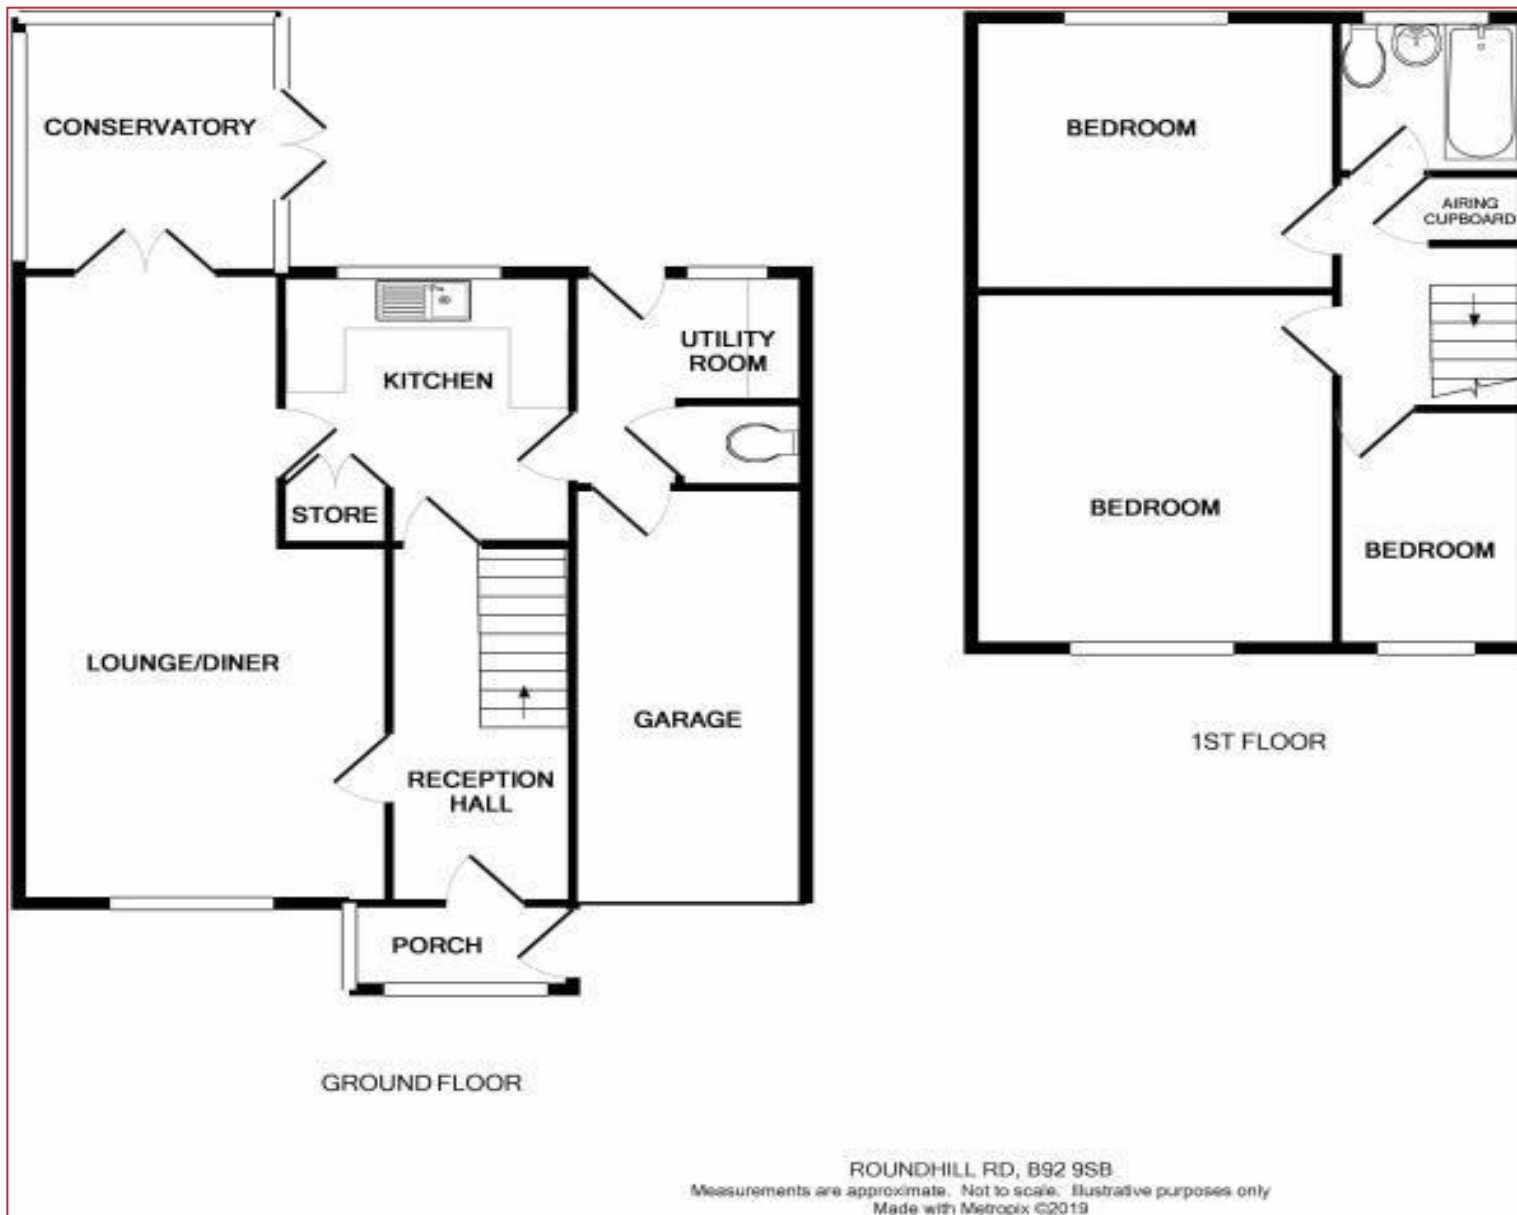 CONSERVATORY
KITCHEN
UTILITY
ROOM
STORE
LOUNGE/DINER
RECEPTION
HALL
GARAGE
PORCH
GROUND FLOOR
BEDROOM
AIRING
CUPBOARD
BEDROOM
BEDROOM
1ST FLOOR
ROUNDHILL RD, B92 9SB
Measurements are approximate. Not to scale. Illustrative purposes only
Made with Metropix ©2019